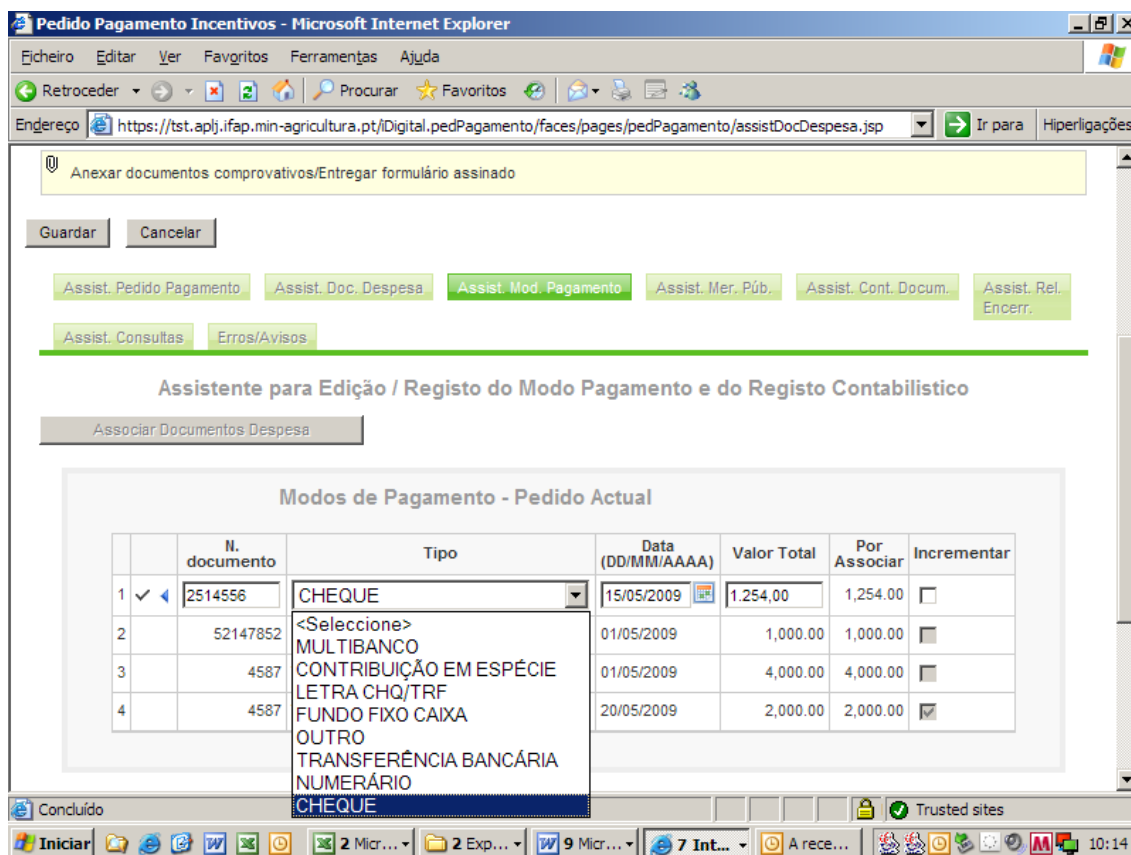 Pedido Pagamento Incentivos - Microsoft Internet Explorer
Ficheiro Editar Ver Favoritos Ferramentas Ajuda
Retroceder Procurar Favoritos
Endereço https://tst.aplj.ifap.min-agricultura.pt/iDigital.pedPagamento/faces/pages/pedPagamento/assistDocDespesa.jsp Ir para Hiperligações
Anexar documentos comprovativos/Entregar formulário assinado
Guardar Cancelar
Assist. Pedido Pagamento Assist. Doc. Despesa Assist. Mod. Pagamento Assist. Mer. Púb. Assist. Cont. Docum. Assist. Rel. Encerr.
Assist. Consultas Erros/Avisos
Assistente para Edição / Registo do Modo Pagamento e do Registo Contabilistico
Associar Documentos Despesa
Modos de Pagamento - Pedido Actual
N. documento Tipo Data (DD/MM/AAAA) Valor Total Por Associar Incrementar
1 2514556 CHEQUE 15/05/2009 1.254,00 1,254.00
2 52147852 01/05/2009 1,000.00 1,000.00
3 4587 01/05/2009 4,000.00 4,000.00
4 4587 20/05/2009 2,000.00 2,000.00
<Seleccione>
MULTIBANCO
CONTRIBUIÇÃO EM ESPÉCIE
LETRA CHQ/TRF
FUNDO FIXO CAIXA
OUTRO
TRANSFERÊNCIA BANCÁRIA
NUMERÁRIO
CHEQUE
Concluído Trusted sites
Iniciar 2 Micr... 2 Exp... 9 Micr... 7 Int... A rece... 10:14